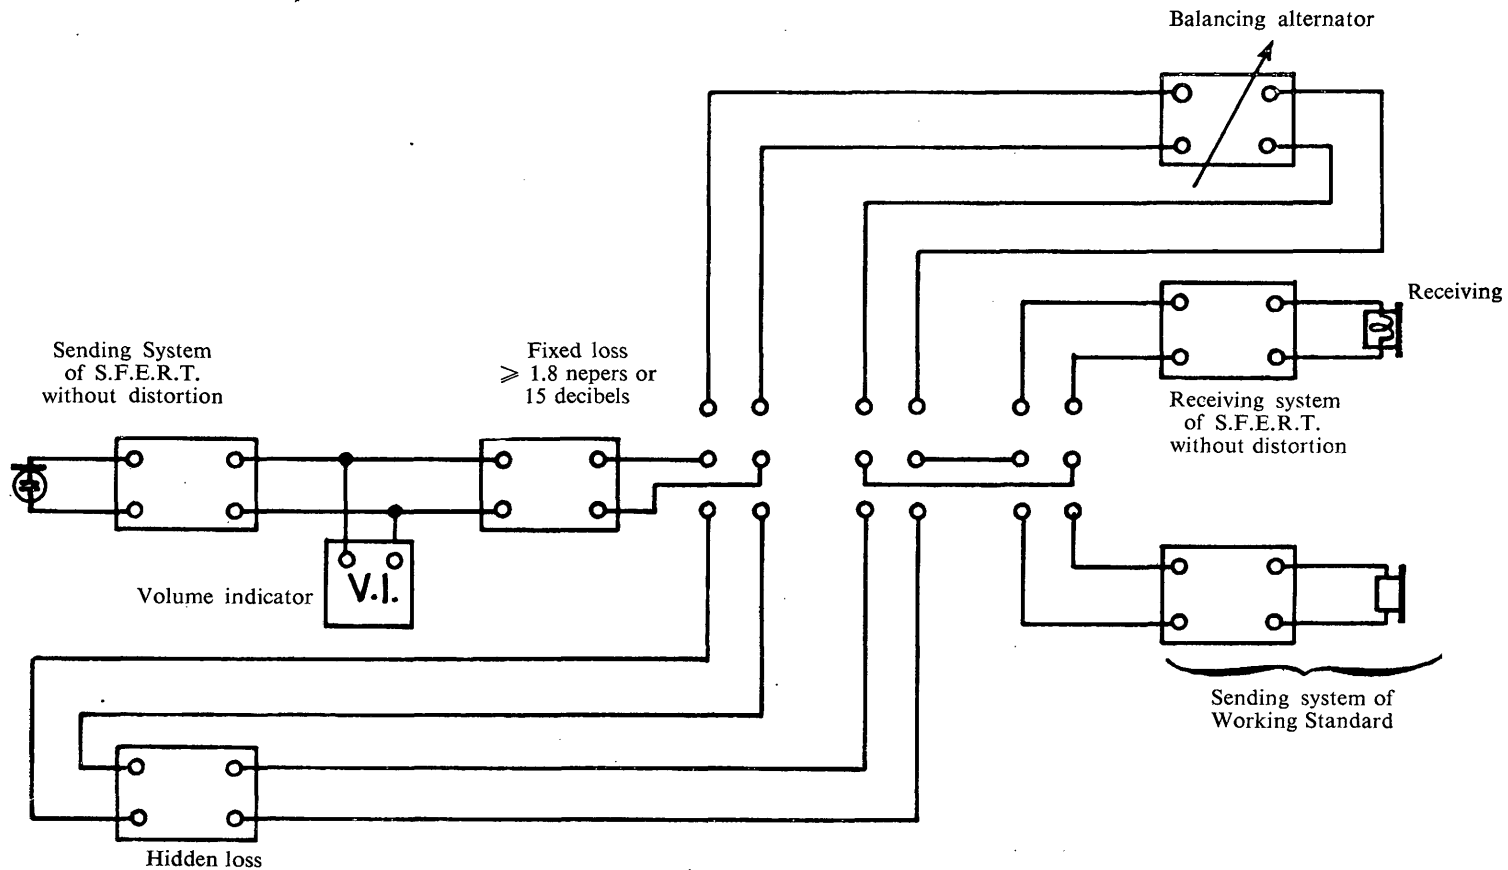 Balancing alternator
Receiving
Sending System
of S.F.E.R.T.
without distortion
Fixed loss
⩾ 1.8 nepers or
15 decibels
Receiving system
of S.F.E.R.T.
without distortion
Volume indicator
V.I.
Sending system of
Working Standard
Hidden loss